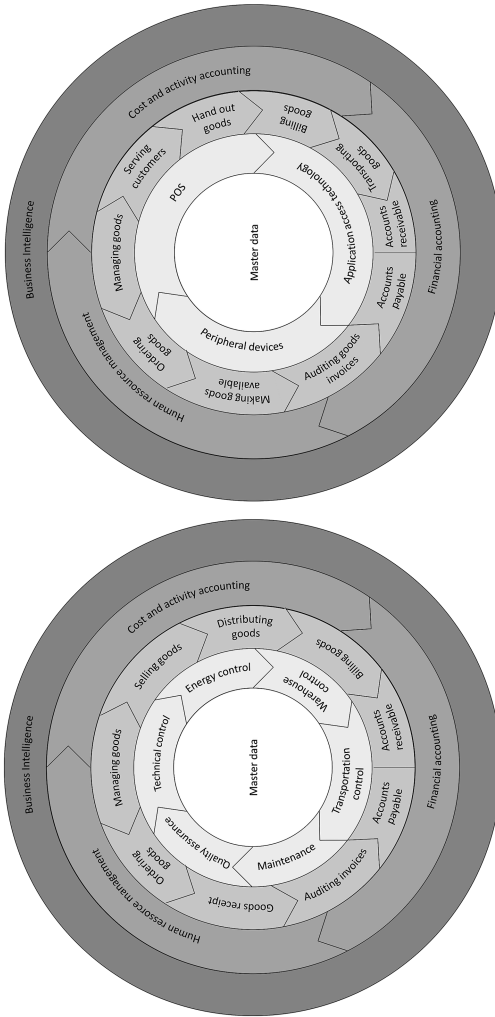 Business Intelligence
Cost and activity accounting
Financial accounting
Human ressource management
Hand out
goods
Billing
goods
Transporting
goods
Accounts
receivable
Accounts
payable
Auditing goods
invoices
Making goods
available
Ordering
goods
Managing goods
Serving
customers
POS
Application access technology
Peripheral devices
Master data
Business Intelligence
Cost and activity accounting
Financial accounting
Human ressorce management
Distributing
goods
Billing goods
Accounts
receivable
Accounts
payable
Auditing invoices
Goods receipt
Ordering
goods
Managing goods
Selling goods
Energy control
Warehouse
control
Transportation
control
Maintenance
Quality assurance
Technical control
Master data